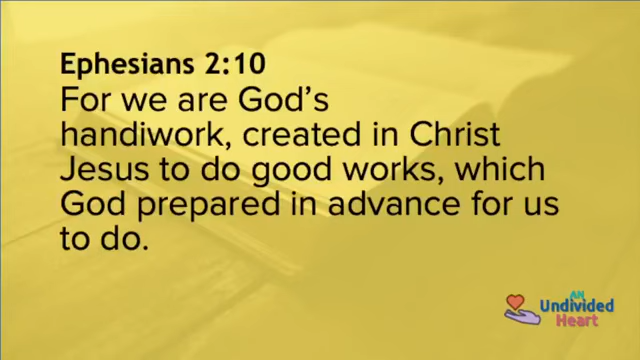 Ephesians 2:10
For we are God’s
handiwork, created in Christ
Jesus to do good works, which
God prepared in advance for us
to do.
AN
Undivided
Heart